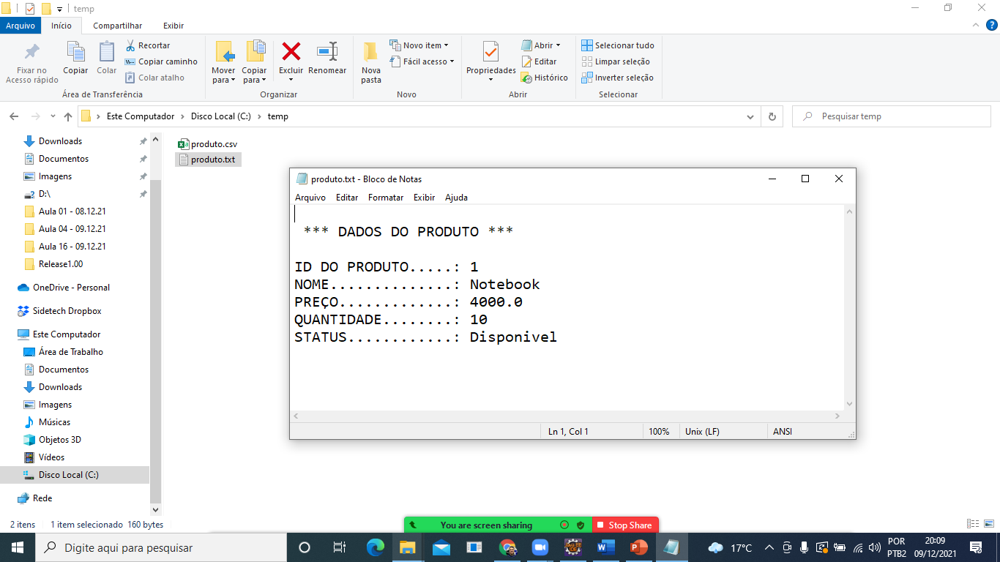 temp
Arquivo
Início
Compartilhar
Exibir
Fixar no
Acesso rápido
Copiar
Colar
Recortar
Copiar caminho
Colar atalho
Área de Transferência
Mover
para
Copiar
para
Excluir
Renomear
Organizar
Nova
pasta
Novo item
Fácil acesso
Novo
Propriedades
Abrir
Editar
Histórico
Abrir
Selecionar tudo
Limpar seleção
Inverter seleção
Selecionar
Este Computador
Disco Local (C:)
temp
Pesquisar temp
Downloads
Documentos
Imagens
D:\
Aula 01 - 08.12.21
Aula 04 - 09.12.21
Aula 16 - 09.12.21
Release1.00
OneDrive - Personal
Sidetech Dropbox
Este Computador
Área de Trabalho
Documentos
Downloads
Imagens
Músicas
Objetos 3D
Vídeos
Disco Local (C:)
Rede
produto.csv
produto.txt
produto.txt - Bloco de Notas
Arquivo Editar Formatar Exibir Ajuda
*** DADOS DO PRODUTO ***
ID DO PRODUTO.....: 1
NOME..............: Notebook
PREÇO.............: 4000.0
QUANTIDADE........: 10
STATUS............: Disponivel
Ln 1, Col 1
100%
Unix (LF)
ANSI
2 itens
1 item selecionado 160 bytes
You are screen sharing
Stop Share
Digite aqui para pesquisar
17°C
POR
PTB2
20:09
09/12/2021